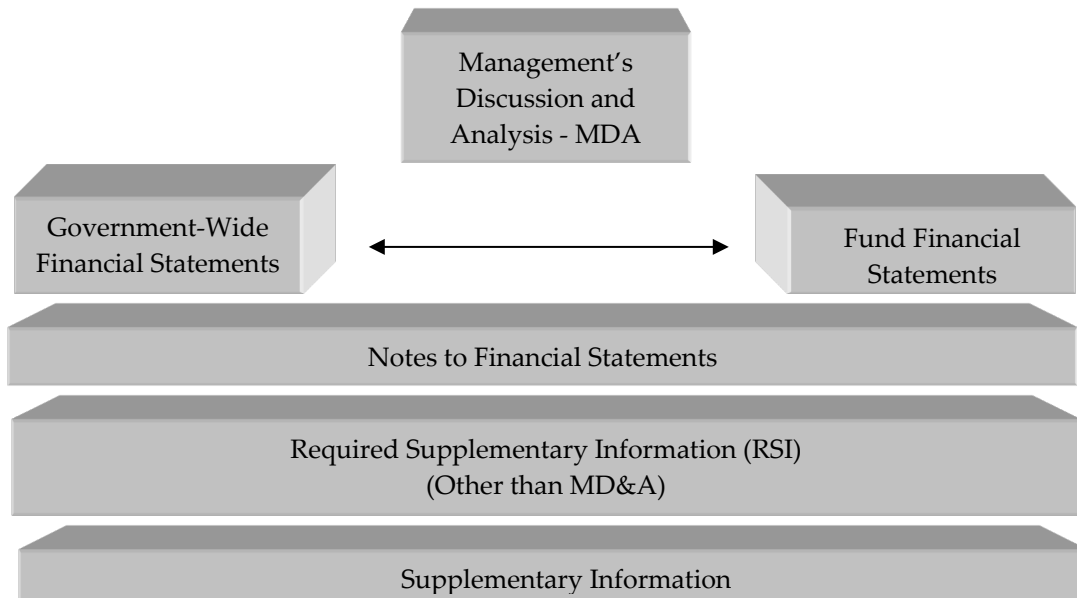 Management’s
Discussion and
Analysis - MDA
Government-Wide
Financial Statements
Fund Financial
Statements
Notes to Financial Statements
Required Supplementary Information (RSI)
(Other than MD&A)
Supplementary Information